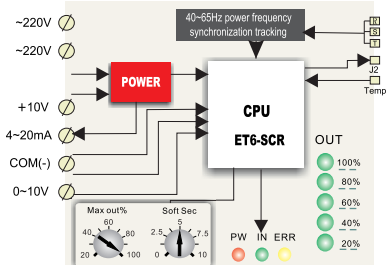 ~220V
~220V
+10V
4~20mA
COM(-)
0~10V
40~65Hz power frequency
synchronization tracking
POWER
CPU
ET6-SCR
R
S
T
J2
Temp
OUT
100%
80%
60%
40%
20%
Max out%
20
40
60
80
100
Soft Sec
0
2.5
5
7.5
10
PW IN ERR